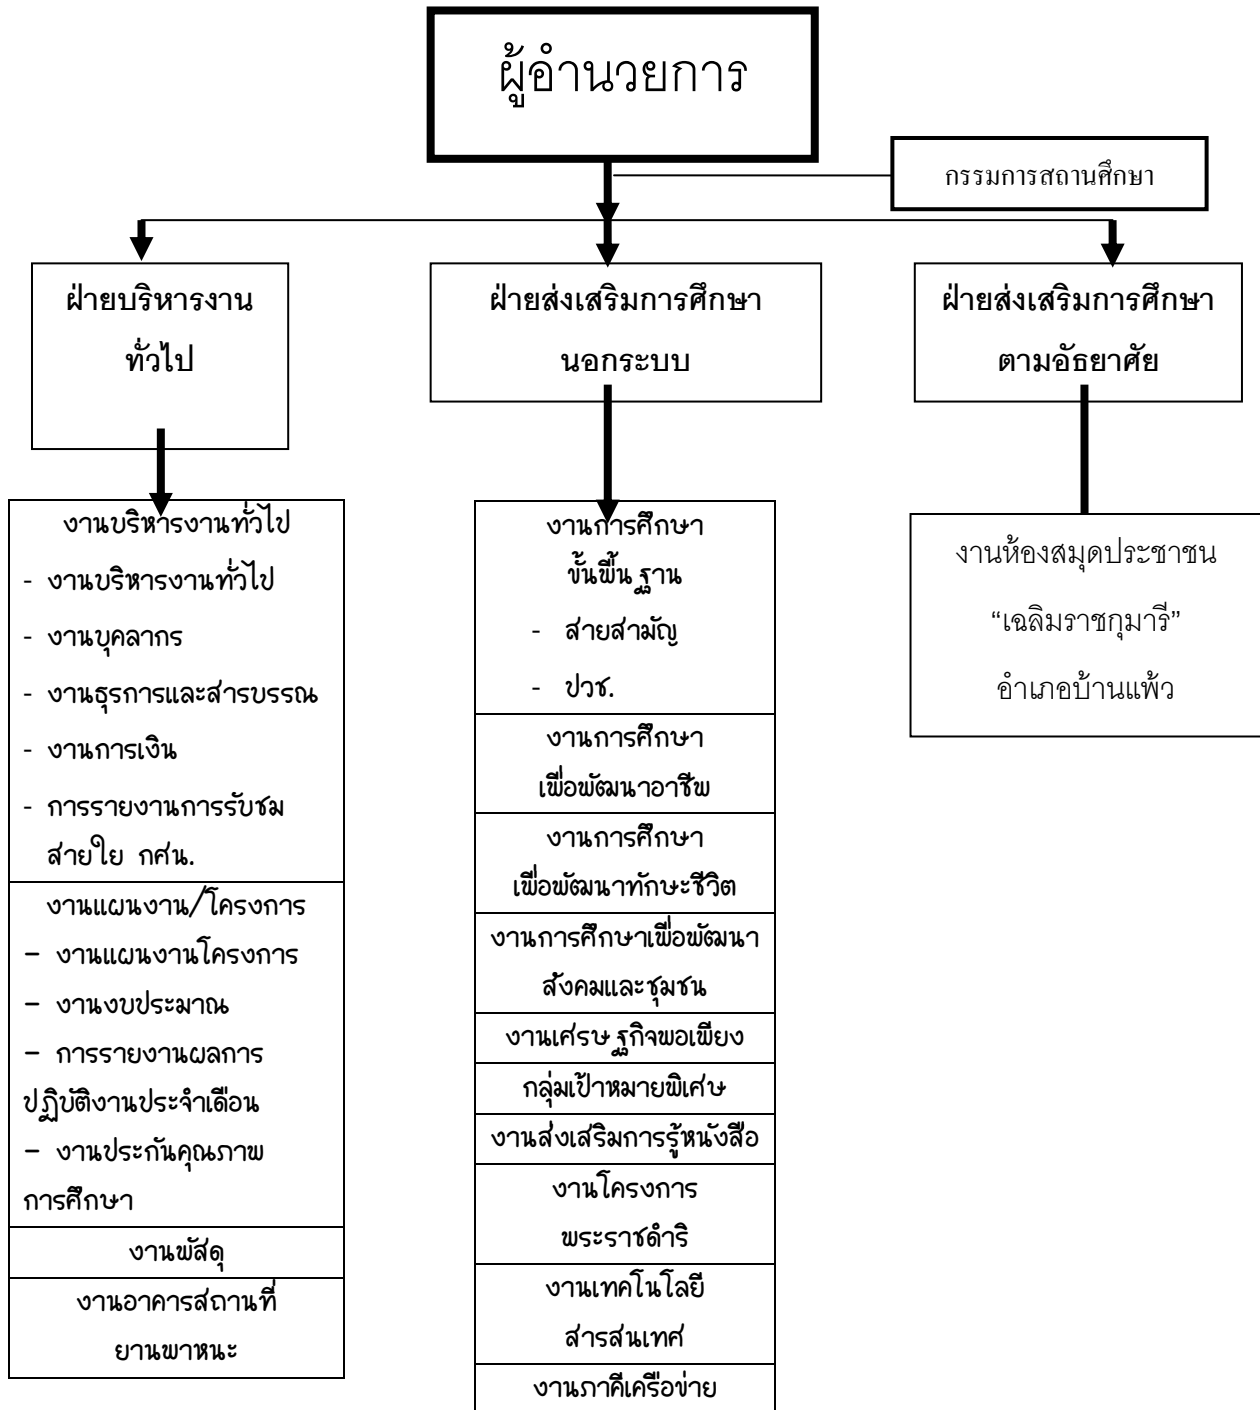 ผู้อำนวยการ
กรรมการสถานศึกษา
ฝ่ายบริหารงาน
ทั่วไป
ฝ่ายส่งเสริมการศึกษา
นอกระบบ
ฝ่ายส่งเสริมการศึกษา
ตามอัธยาศัย
งานบริหารงานทั่วไป
- งานบริหารงานทั่วไป
- งานบุคลากร
- งานธุรการและสารบรรณ
- งานการเงิน
- การรายงานการรับชม
สายใย กศน.
งานแผนงาน/โครงการ
– งานแผนงานโครงการ
– งานงบประมาณ
– การรายงานผลการ
ปฏิบัติงานประจำเดือน
– งานประกันคุณภาพ
การศึกษา
งานพัสดุ
งานอาคารสถานที่
ยานพาหนะ
งานการศึกษา
ขั้นพื้นฐาน
- สายสามัญ
- ปวช.
งานการศึกษา
เพื่อพัฒนาอาชีพ
งานการศึกษา
เพื่อพัฒนาทักษะชีวิต
งานการศึกษาเพื่อพัฒนา
สังคมและชุมชน
งานเศรษฐกิจพอเพียง
กลุ่มเป้าหมายพิเศษ
งานส่งเสริมการรู้หนังสือ
งานโครงการ
พระราชดำริ
งานเทคโนโลยี
สารสนเทศ
งานภาคีเครือข่าย
งานห้องสมุดประชาชน
“เฉลิมราชกุมารี”
อำเภอบ้านแพ้ว